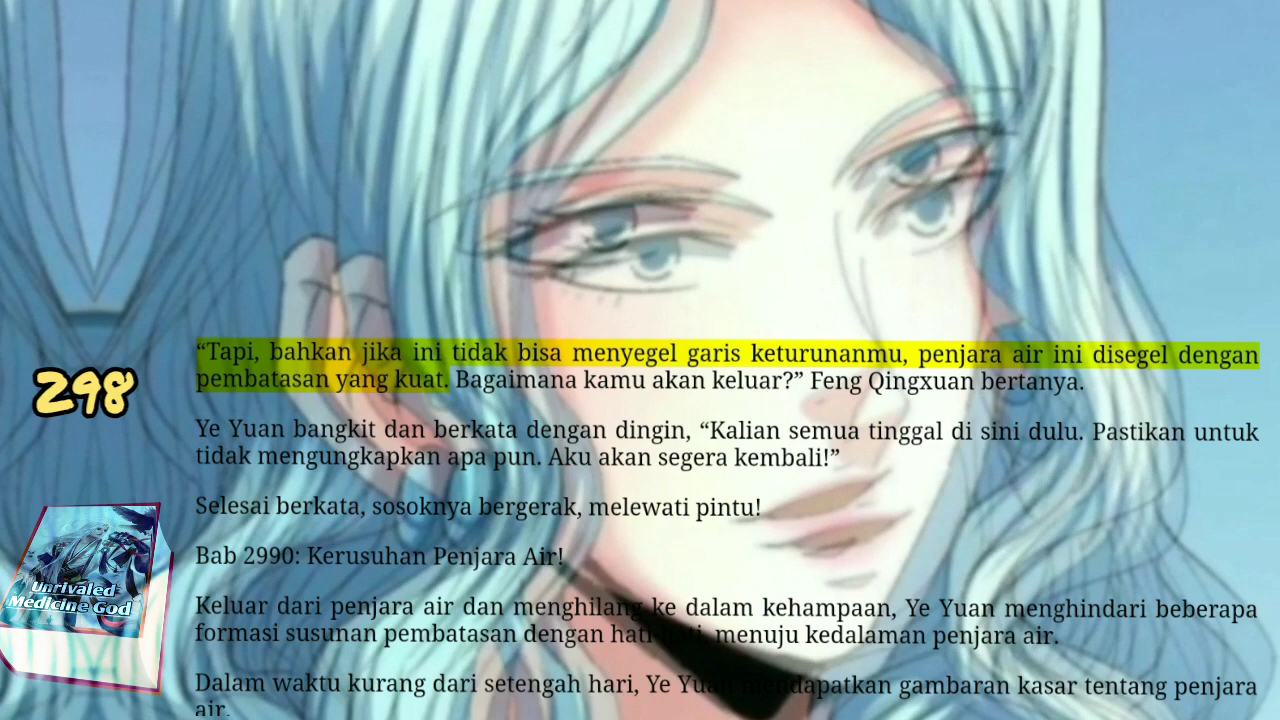 “Tapi, bahkan jika ini tidak bisa menyegel garis keturunanmu, penjara air ini disegel dengan
pembatasan yang kuat. Bagaimana kamu akan keluar?” Feng Qingxuan bertanya.
298
Ye Yuan bangkit dan berkata dengan dingin, “Kalian semua tinggal di sini dulu. Pastikan untuk
tidak mengungkapkan apa pun. Aku akan segera kembali!”
Selesai berkata, sosoknya bergerak, melewati pintu!
Bab 2990: Kerusuhan Penjara Air!
Unrivaled
Medicine God
UMG
Keluar dari penjara air dan menghilang ke dalam kehampaan, Ye Yuan menghindari beberapa
formasi susunan pembatasan dengan hati-hati, menuju kedalaman penjara air.
Dalam waktu kurang dari setengah hari, Ye Yuan mendapatkan gambaran kasar tentang penjara
air.